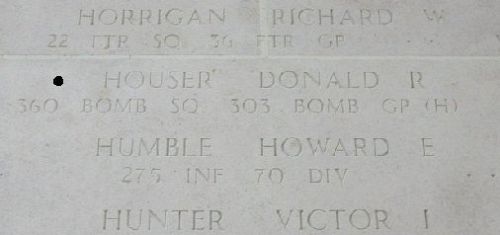 HORRIGAN RICHARD W
22 FTR SQ 36 FTR GP
HOUSER DONALD R
360 BOMB SQ 303 BOMB GP (H)
HUMBLE HOWARD E
275 INF 70 DIV
HUNTER VICTOR I